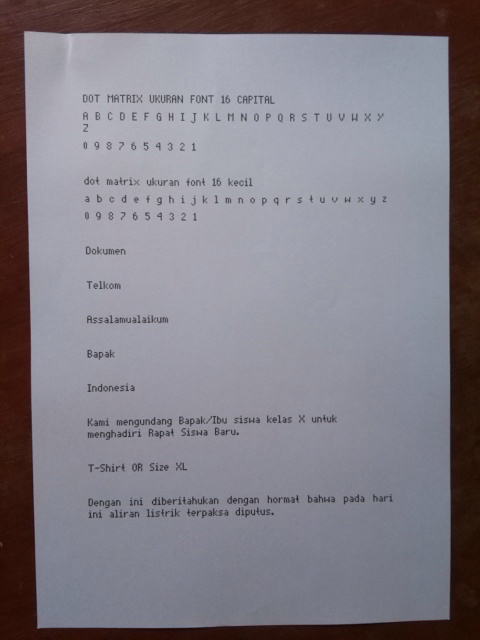 DOT MATRIX UKURAN FONT 16 CAPITAL
A B C D E F G H I J K L M N O P Q R S T U V W X Y
Z
0 9 8 7 6 5 4 3 2 1
dot matrix ukuran font 16 kecil
a b c d e f g h i j k l m n o p q r s t u v w x y z
0 9 8 7 6 5 4 3 2 1
Dokumen
Telkom
Assalamualaikum
Bapak
Indonesia
Kami mengundang Bapak/Ibu siswa kelas X untuk
menghadiri Rapat Siswa Baru.
T-Shirt OR Size XL
Dengan ini diberitahukan dengan hormat bahwa pada hari
ini aliran listrik terpaksa diputus.